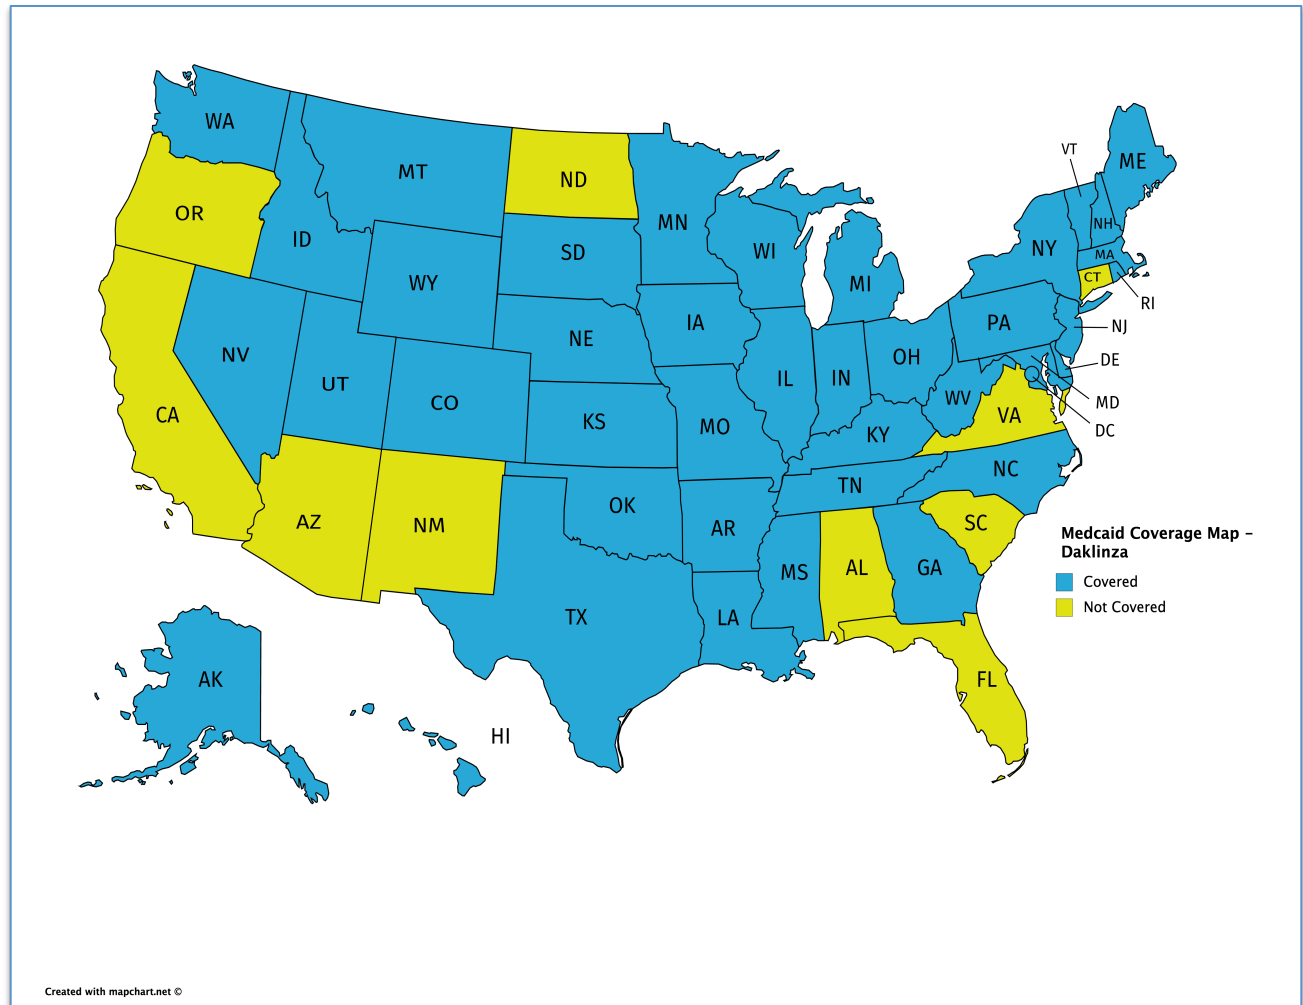 WA
MT
ND
VT
ME
OR
ID
MN
NH
SD
WI
NY
MA
WY
MI
CT
RI
NE
IA
PA
NJ
NV
OH
DE
UT
IL
IN
CO
WV
MD
CA
KS
MO
KY
VA
DC
NC
TN
AZ
NM
OK
AR
SC
Medcaid Coverage Map –
Daklinza
MS
AL
GA
Covered
Not Covered
TX
LA
AK
FL
HI
Created with mapchart.net ©